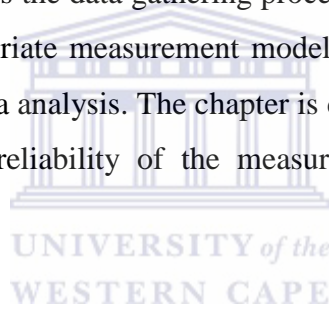 s the data gathering proce
riate measurement model
a analysis. The chapter is
reliability of the measur
UNIVERSITY of the
WESTERN CAPE